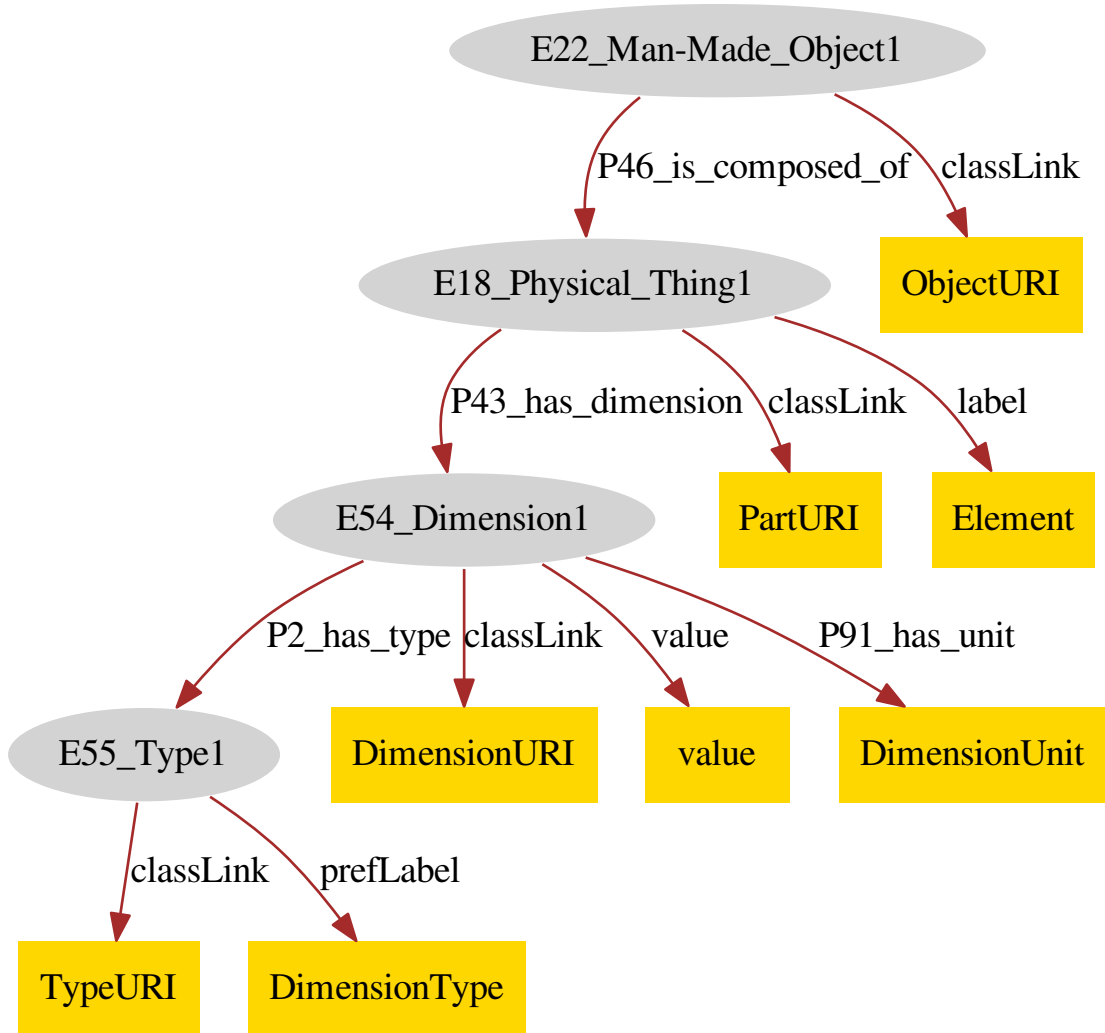 E22_Man-Made_Object1
P46_is_composed_of
classLink
E18_Physical_Thing1
ObjectURI
P43_has_dimension
classLink
label
E54_Dimension1
PartURI
Element
P2_has_type
classLink
value
P91_has_unit
E55_Type1
DimensionURI
value
DimensionUnit
classLink
prefLabel
TypeURI
DimensionType